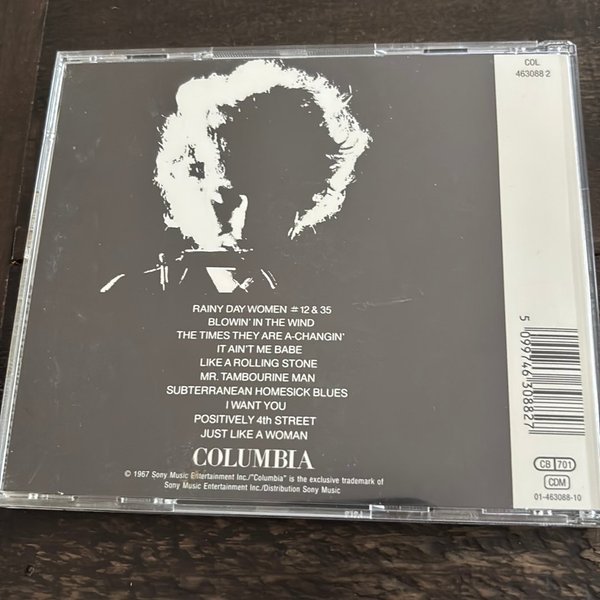 COL
463088 2
RAINY DAY WOMEN #12 & 35
BLOWIN' IN THE WIND
THE TIMES THEY ARE A-CHANGIN'
IT AIN'T ME BABE
LIKE A ROLLING STONE
MR. TAMBOURINE MAN
SUBTERRANEAN HOMESICK BLUES
I WANT YOU
POSITIVELY 4th STREET
JUST LIKE A WOMAN
COLUMBIA
© 1967 Sony Music Entertainment Inc./"Columbia" is the exclusive trademark of
Sony Music Entertainment Inc./Distribution Sony Music
5 099746 308827
CB 701
CDM
01-463088-10